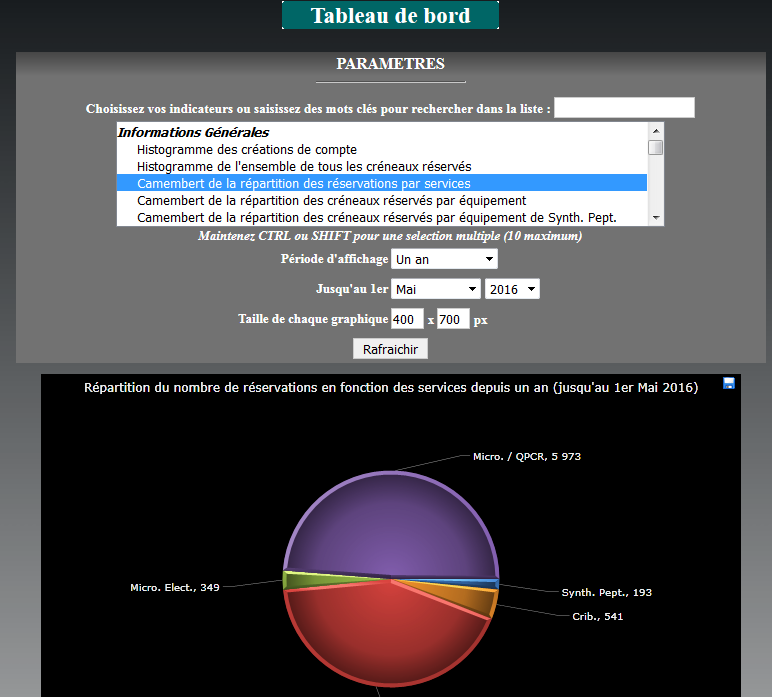 Tableau de bord
PARAMETRES
Choisissez vos indicateurs ou saisissez des mots clés pour rechercher dans la liste :
Informations Générales
Histogramme des créations de compte
Histogramme de l'ensemble de tous les créneaux réservés
Camembert de la répartition des réservations par services
Camembert de la répartition des créneaux réservés par équipement
Camembert de la répartition des créneaux réservés par équipement de Synth. Pept.
Maintenez CTRL ou SHIFT pour une selection multiple (10 maximum)
Période d'affichage Un an
Jusqu'au 1er Mai 2016
Taille de chaque graphique 400 x 700 px
Rafraichir
Répartition du nombre de réservations en fonction des services depuis un an (jusqu'au 1er Mai 2016)
Micro. / QPCR, 5 973
Micro. Elect., 349
Synth. Pept., 193
Crib., 541